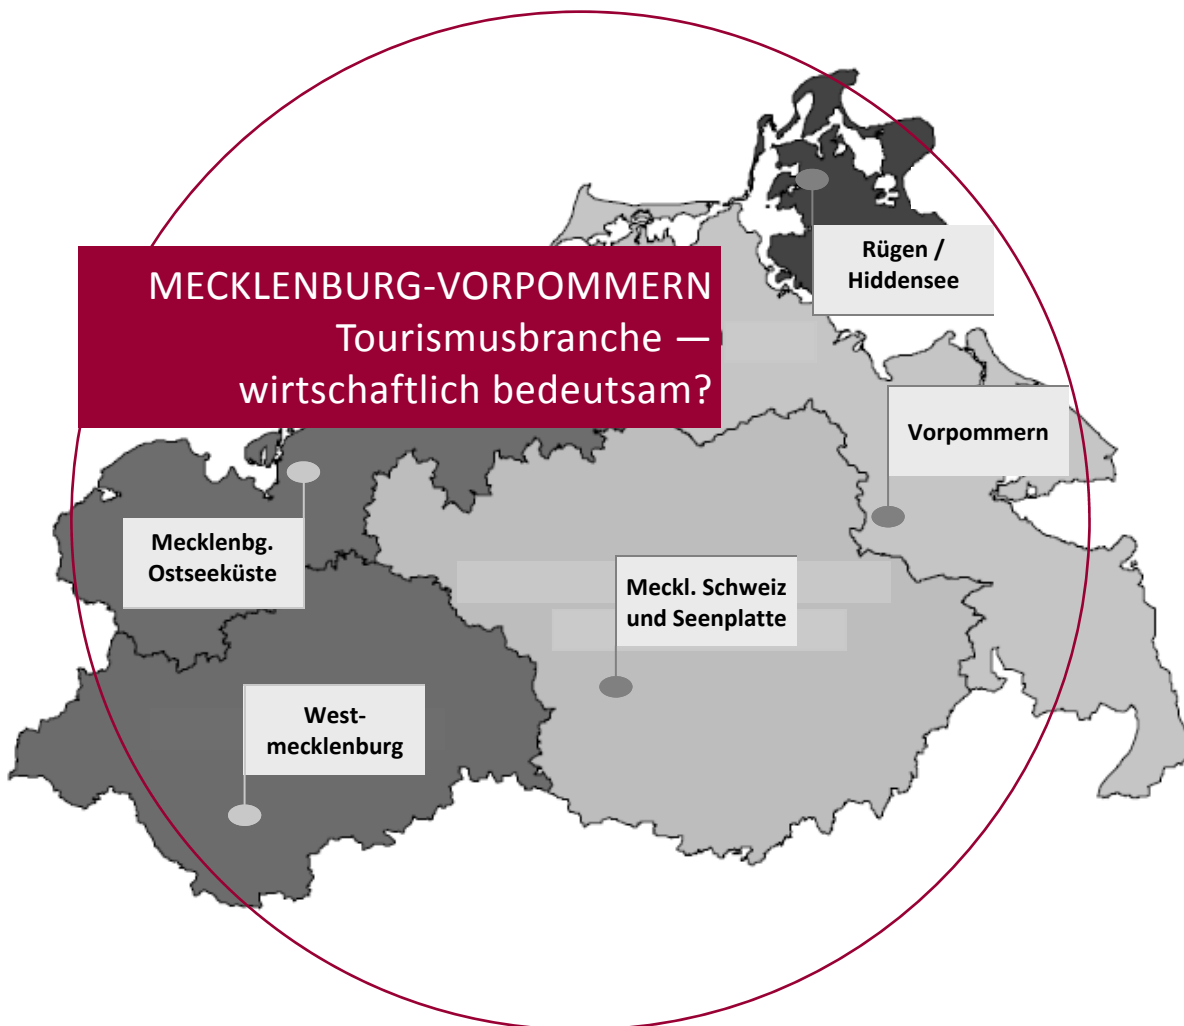 MECKLENBURG-VORPOMMERN
Tourismusbranche —
wirtschaftlich bedeutsam?
Rügen /
Hiddensee
Vorpommern
Mecklenbg.
Ostseeküste
Meckl. Schweiz
und Seenplatte
West-
mecklenburg